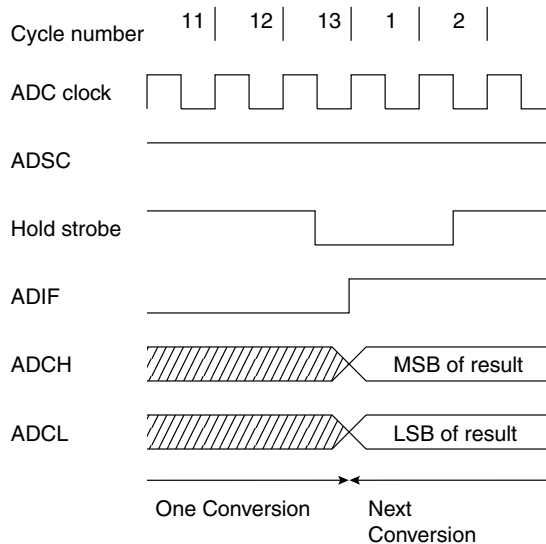 Cycle number 11 12 13 1 2
ADC clock
ADSC
Hold strobe
ADIF
ADCH MSB of result
ADCL LSB of result
One Conversion Next
Conversion